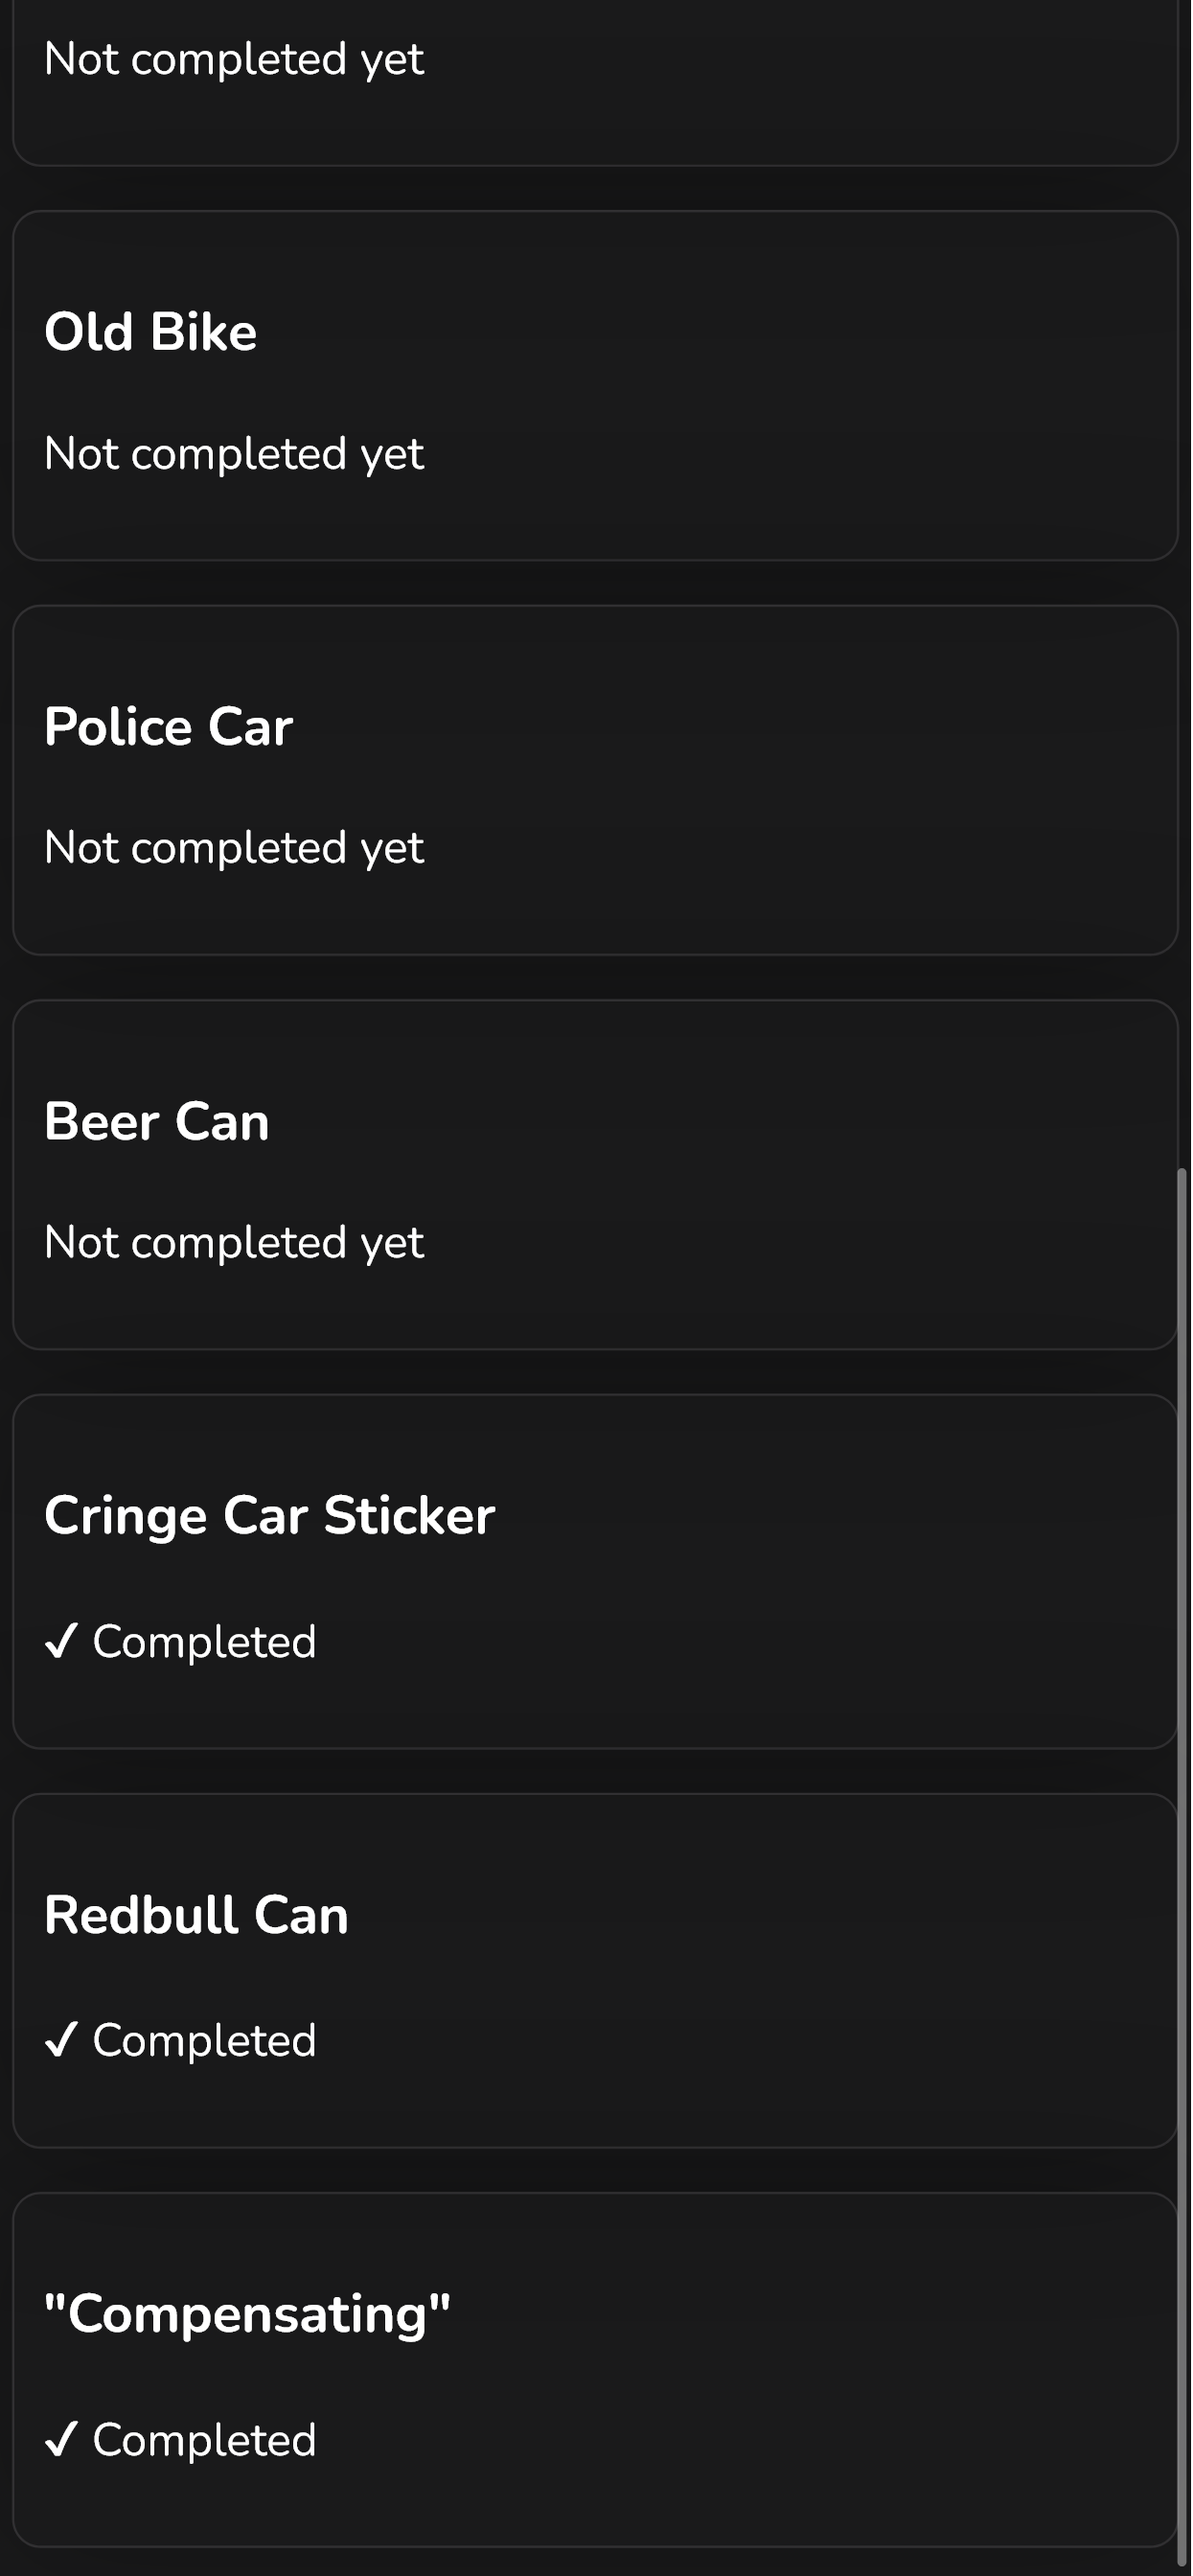 Not completed yet
Old Bike
Not completed yet
Police Car
Not completed yet
Beer Can
Not completed yet
Cringe Car Sticker
✓ Completed
Redbull Can
✓ Completed
"Compensating"
✓ Completed